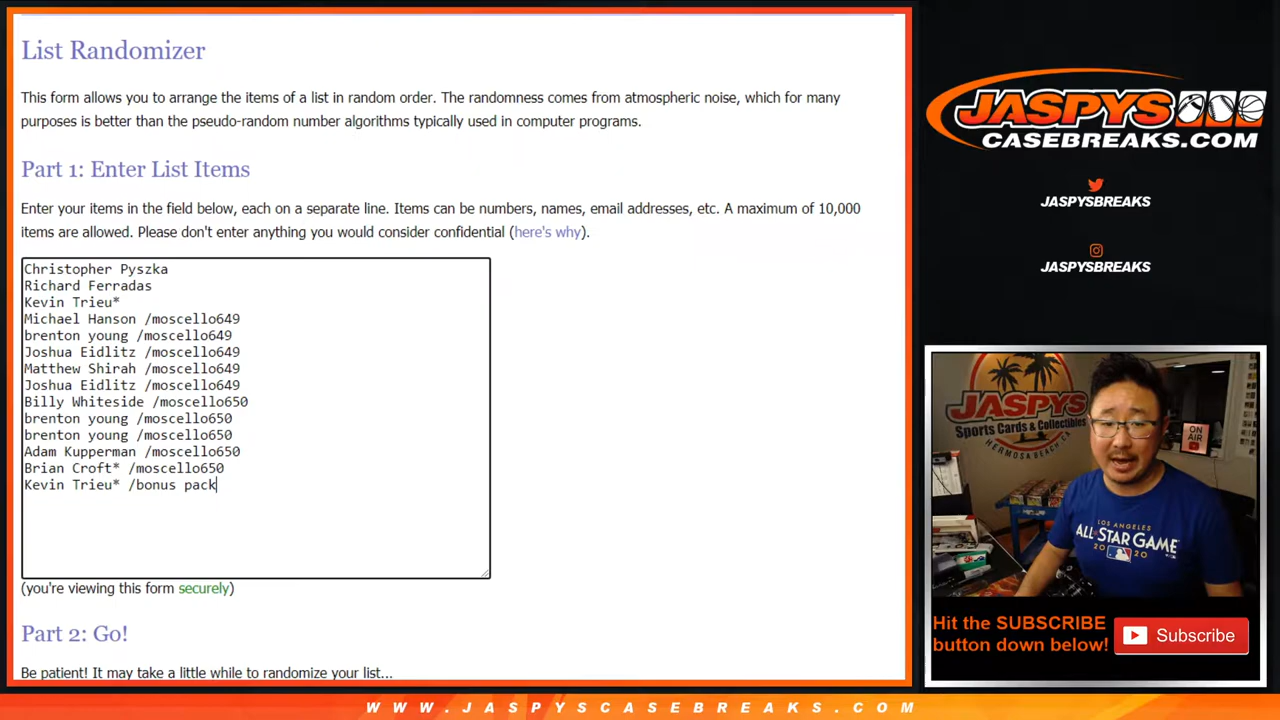 List Randomizer
This form allows you to arrange the items of a list in random order. The randomness comes from atmospheric noise, which for many
purposes is better than the pseudo-random number algorithms typically used in computer programs.
Part 1: Enter List Items
Enter your items in the field below, each on a separate line. Items can be numbers, names, email addresses, etc. A maximum of 10,000
items are allowed. Please don't enter anything you would consider confidential (here's why).
Christopher Pyszka
Richard Ferradas
Kevin Trieu*
Michael Hanson /moscello649
brenton young /moscello649
Joshua Eidlitz /moscello649
Matthew Shirah /moscello649
Joshua Eidlitz /moscello649
Billy Whiteside /moscello650
brenton young /moscello650
brenton young /moscello650
Adam Kupperman /moscello650
Brian Croft* /moscello650
Kevin Trieu* /bonus pack
(you're viewing this form securely)
Part 2: Go!
Be patient! It may take a little while to randomize your list...
JASPYS
CASEBREAKS.COM
JASPYSBREAKS
JASPYSBREAKS
JASPYS
Sports Cards & Collectibles
HERMOSA BEACH, CA
ON
AIR
LOS ANGELES
ALL-STAR GAME
2020
Hit the SUBSCRIBE
button down below!
Subscribe
WWW.JASPYSCASEBREAKS.COM